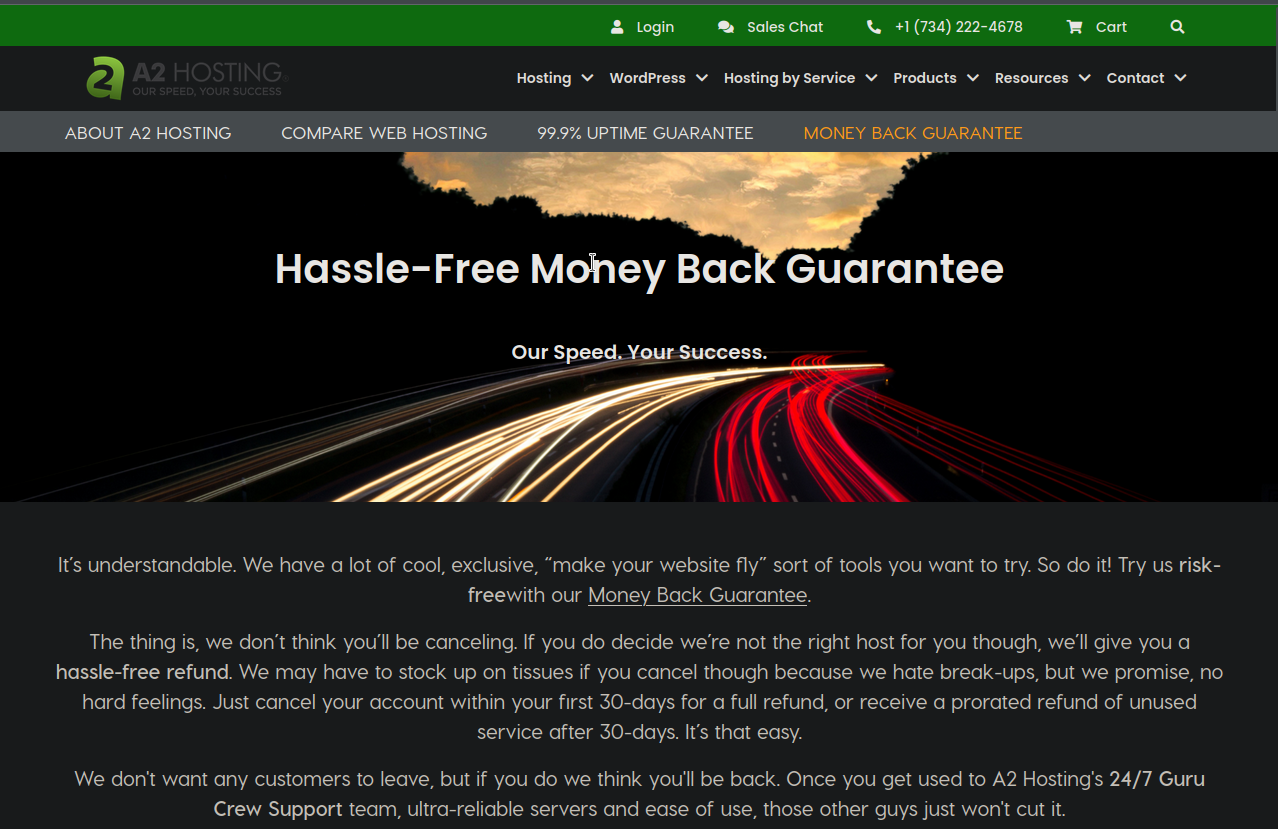 Login Sales Chat +1 (734) 222-4678 Cart
A2 HOSTING
OUR SPEED, YOUR SUCCESS
Hosting WordPress Hosting by Service Products Resources Contact
ABOUT A2 HOSTING COMPARE WEB HOSTING 99.9% UPTIME GUARANTEE MONEY BACK GUARANTEE
Hassle-Free Money Back Guarantee
Our Speed. Your Success.
It’s understandable. We have a lot of cool, exclusive, “make your website fly” sort of tools you want to try. So do it! Try us risk-
freewith our Money Back Guarantee.
The thing is, we don’t think you’ll be canceling. If you do decide we’re not the right host for you though, we’ll give you a
hassle-free refund. We may have to stock up on tissues if you cancel though because we hate break-ups, but we promise, no
hard feelings. Just cancel your account within your first 30-days for a full refund, or receive a prorated refund of unused
service after 30-days. It’s that easy.
We don't want any customers to leave, but if you do we think you'll be back. Once you get used to A2 Hosting's 24/7 Guru
Crew Support team, ultra-reliable servers and ease of use, those other guys just won't cut it.